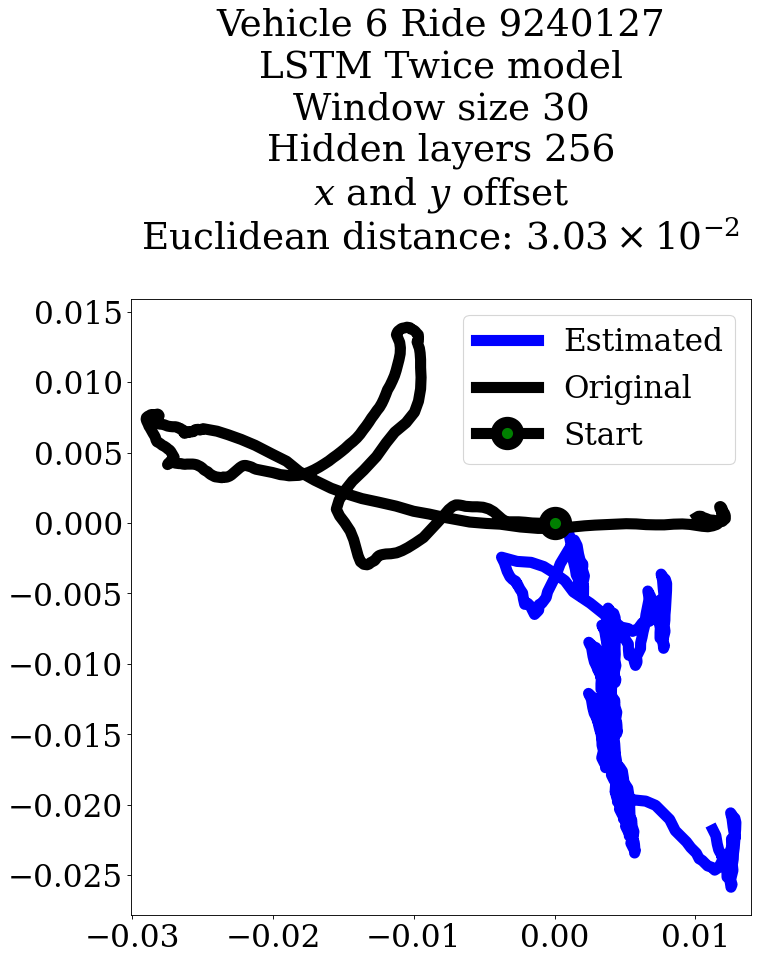 Vehicle 6 Ride 9240127
LSTM Twice model
Window size 30
Hidden layers 256
x and y offset
Euclidean distance: 3.03 × 10⁻²
Estimated
Original
Start
0.015
0.010
0.005
0.000
−0.005
−0.010
−0.015
−0.020
−0.025
−0.03 −0.02 −0.01 0.00 0.01